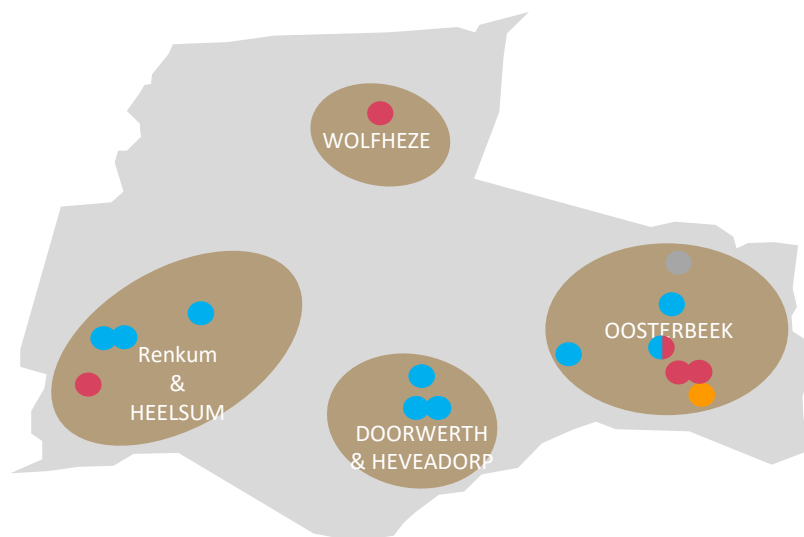 WOLFHEZE
OOSTERBEEK
Renkum
&
HEELSUM
DOORWERTH
& HEVEADORP